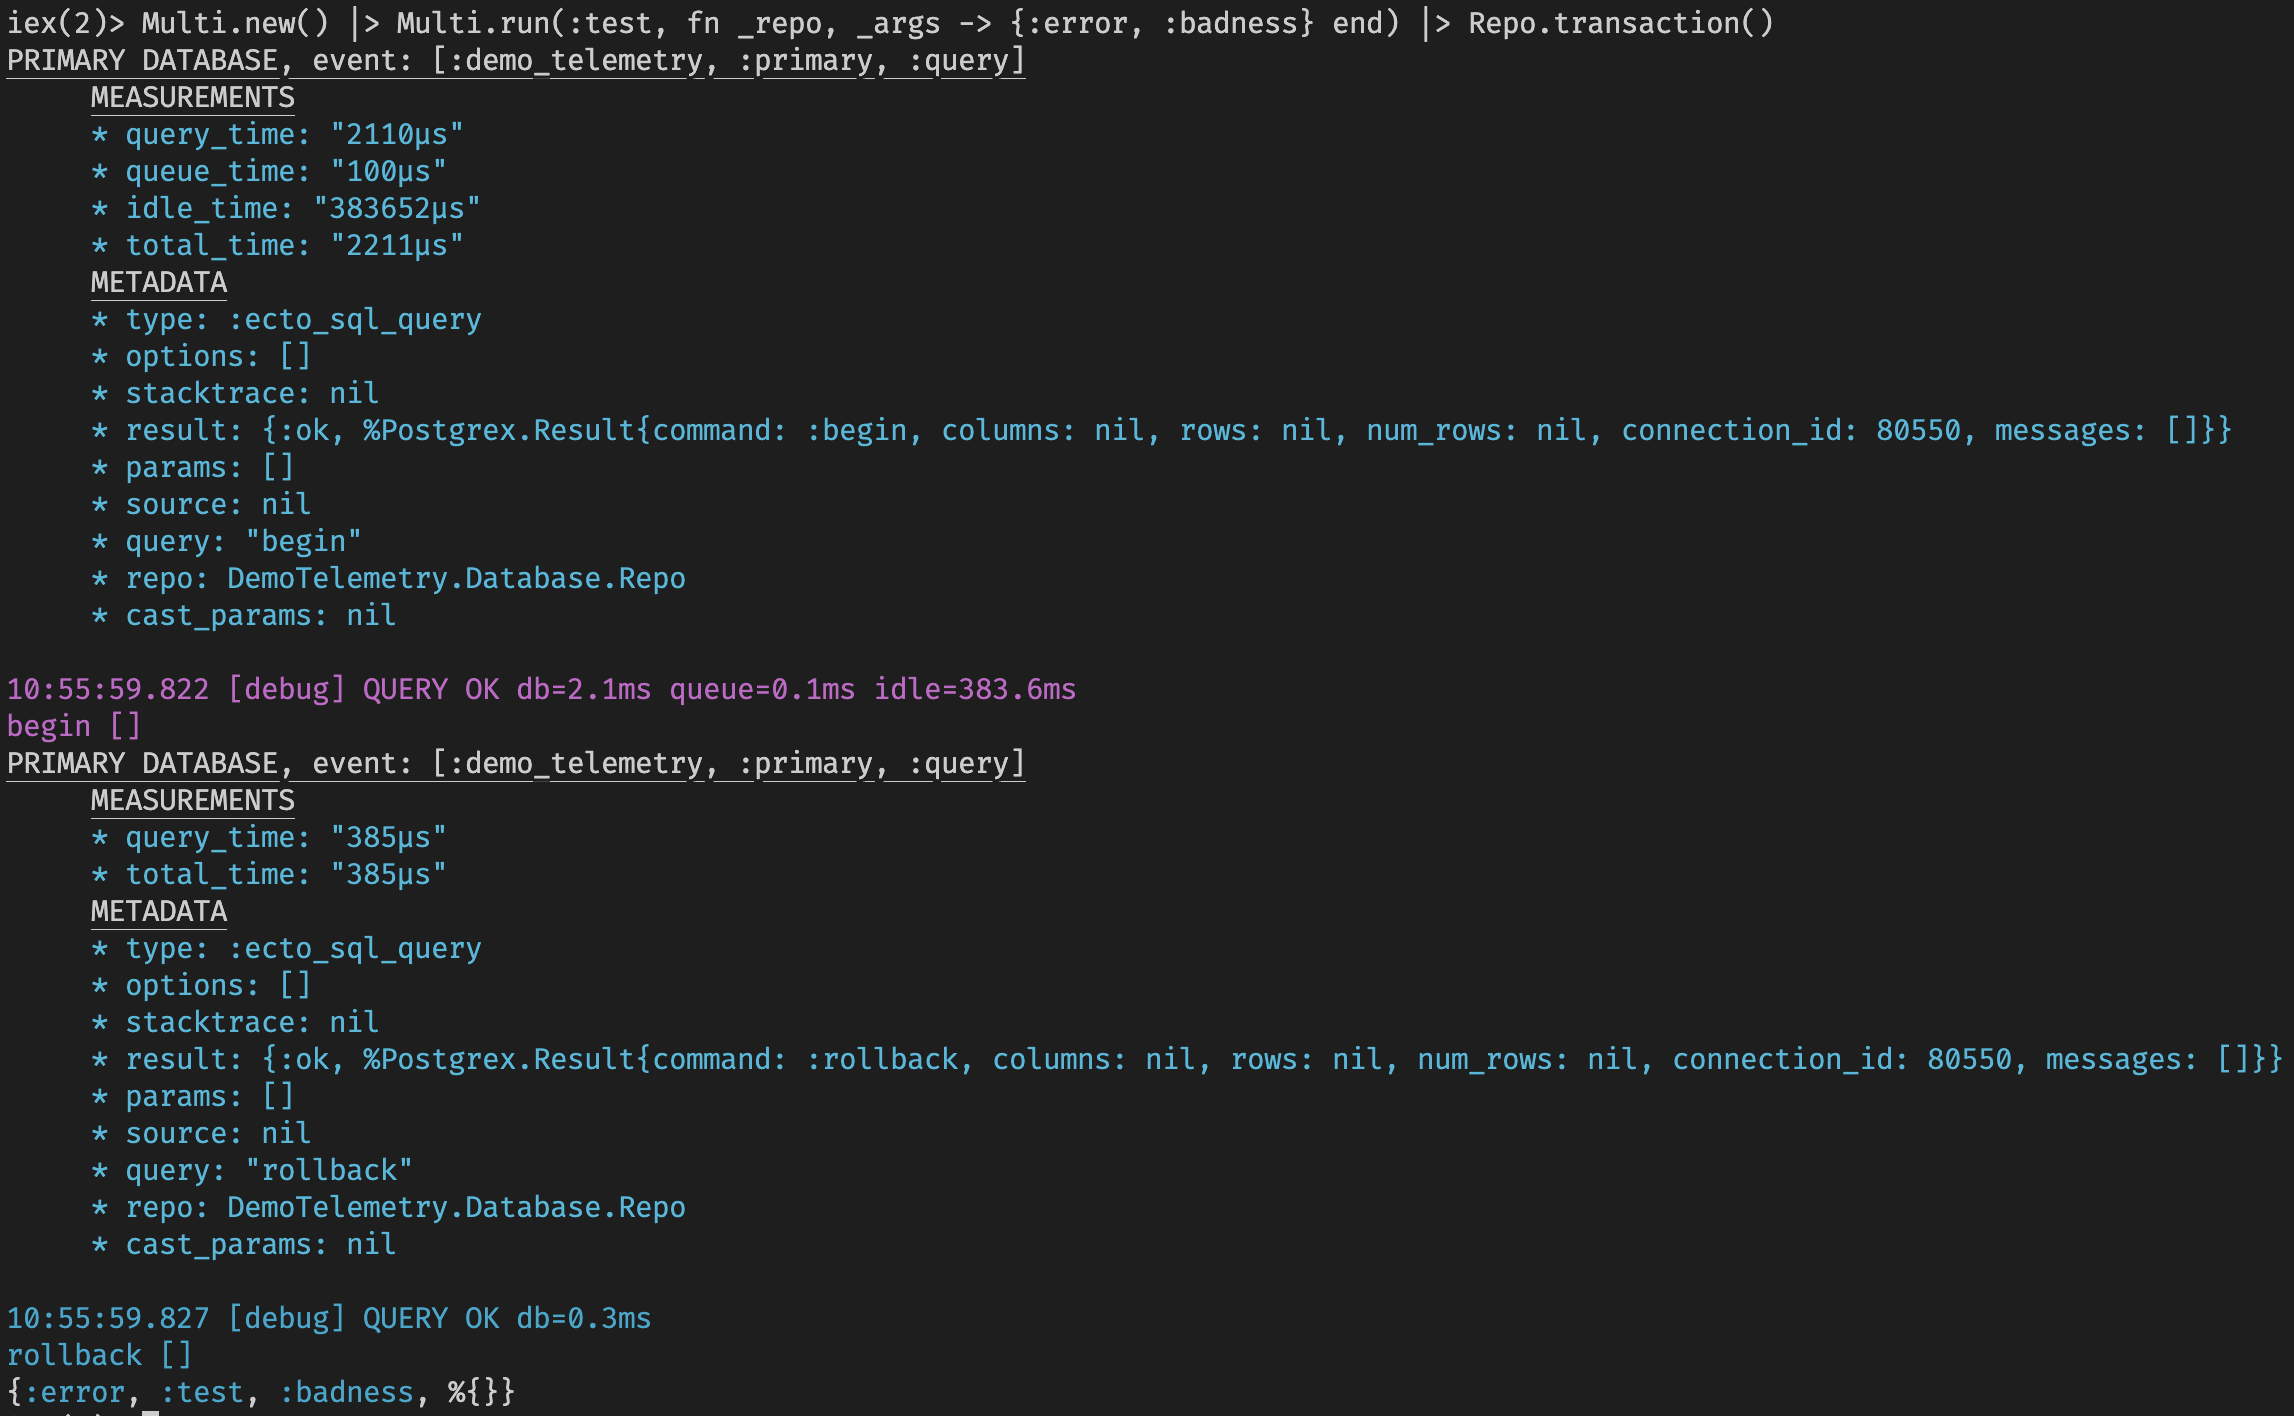 iex(2)> Multi.new() |> Multi.run(:test, fn _repo, _args -> {:error, :badness} end) |> Repo.transaction()
PRIMARY DATABASE, event: [:demo_telemetry, :primary, :query]
MEASUREMENTS
* query_time: "2110µs"
* queue_time: "100µs"
* idle_time: "383652µs"
* total_time: "2211µs"
METADATA
* type: :ecto_sql_query
* options: []
* stacktrace: nil
* result: {:ok, %Postgrex.Result{command: :begin, columns: nil, rows: nil, num_rows: nil, connection_id: 80550, messages: []}}
* params: []
* source: nil
* query: "begin"
* repo: DemoTelemetry.Database.Repo
* cast_params: nil
10:55:59.822 [debug] QUERY OK db=2.1ms queue=0.1ms idle=383.6ms
begin []
PRIMARY DATABASE, event: [:demo_telemetry, :primary, :query]
MEASUREMENTS
* query_time: "385µs"
* total_time: "385µs"
METADATA
* type: :ecto_sql_query
* options: []
* stacktrace: nil
* result: {:ok, %Postgrex.Result{command: :rollback, columns: nil, rows: nil, num_rows: nil, connection_id: 80550, messages: []}}
* params: []
* source: nil
* query: "rollback"
* repo: DemoTelemetry.Database.Repo
* cast_params: nil
10:55:59.827 [debug] QUERY OK db=0.3ms
rollback []
{:error, :test, :badness, %{}}